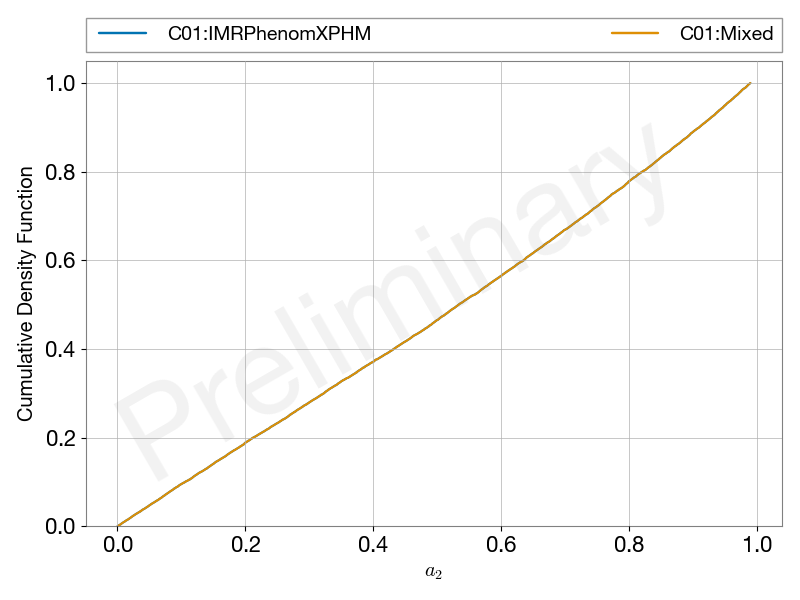 C01:IMRPhenomXPHM C01:Mixed
1.0
0.8
0.6
0.4
0.2
0.0
Cumulative Density Function
Preliminary
0.0 0.2 0.4 0.6 0.8 1.0
a₂